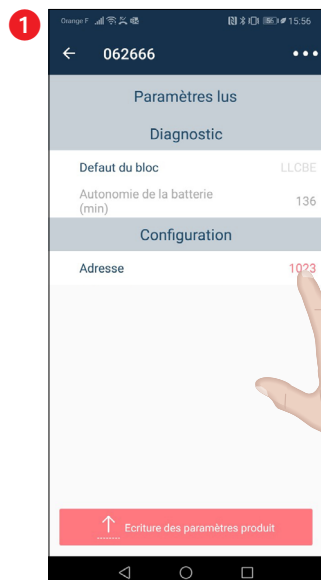 1
Orange F 15:56
062666
Paramètres lus
Diagnostic
Defaut du bloc LLCBE
Autonomie de la batterie
(min) 136
Configuration
Adresse 1023
Ecriture des paramètres produit